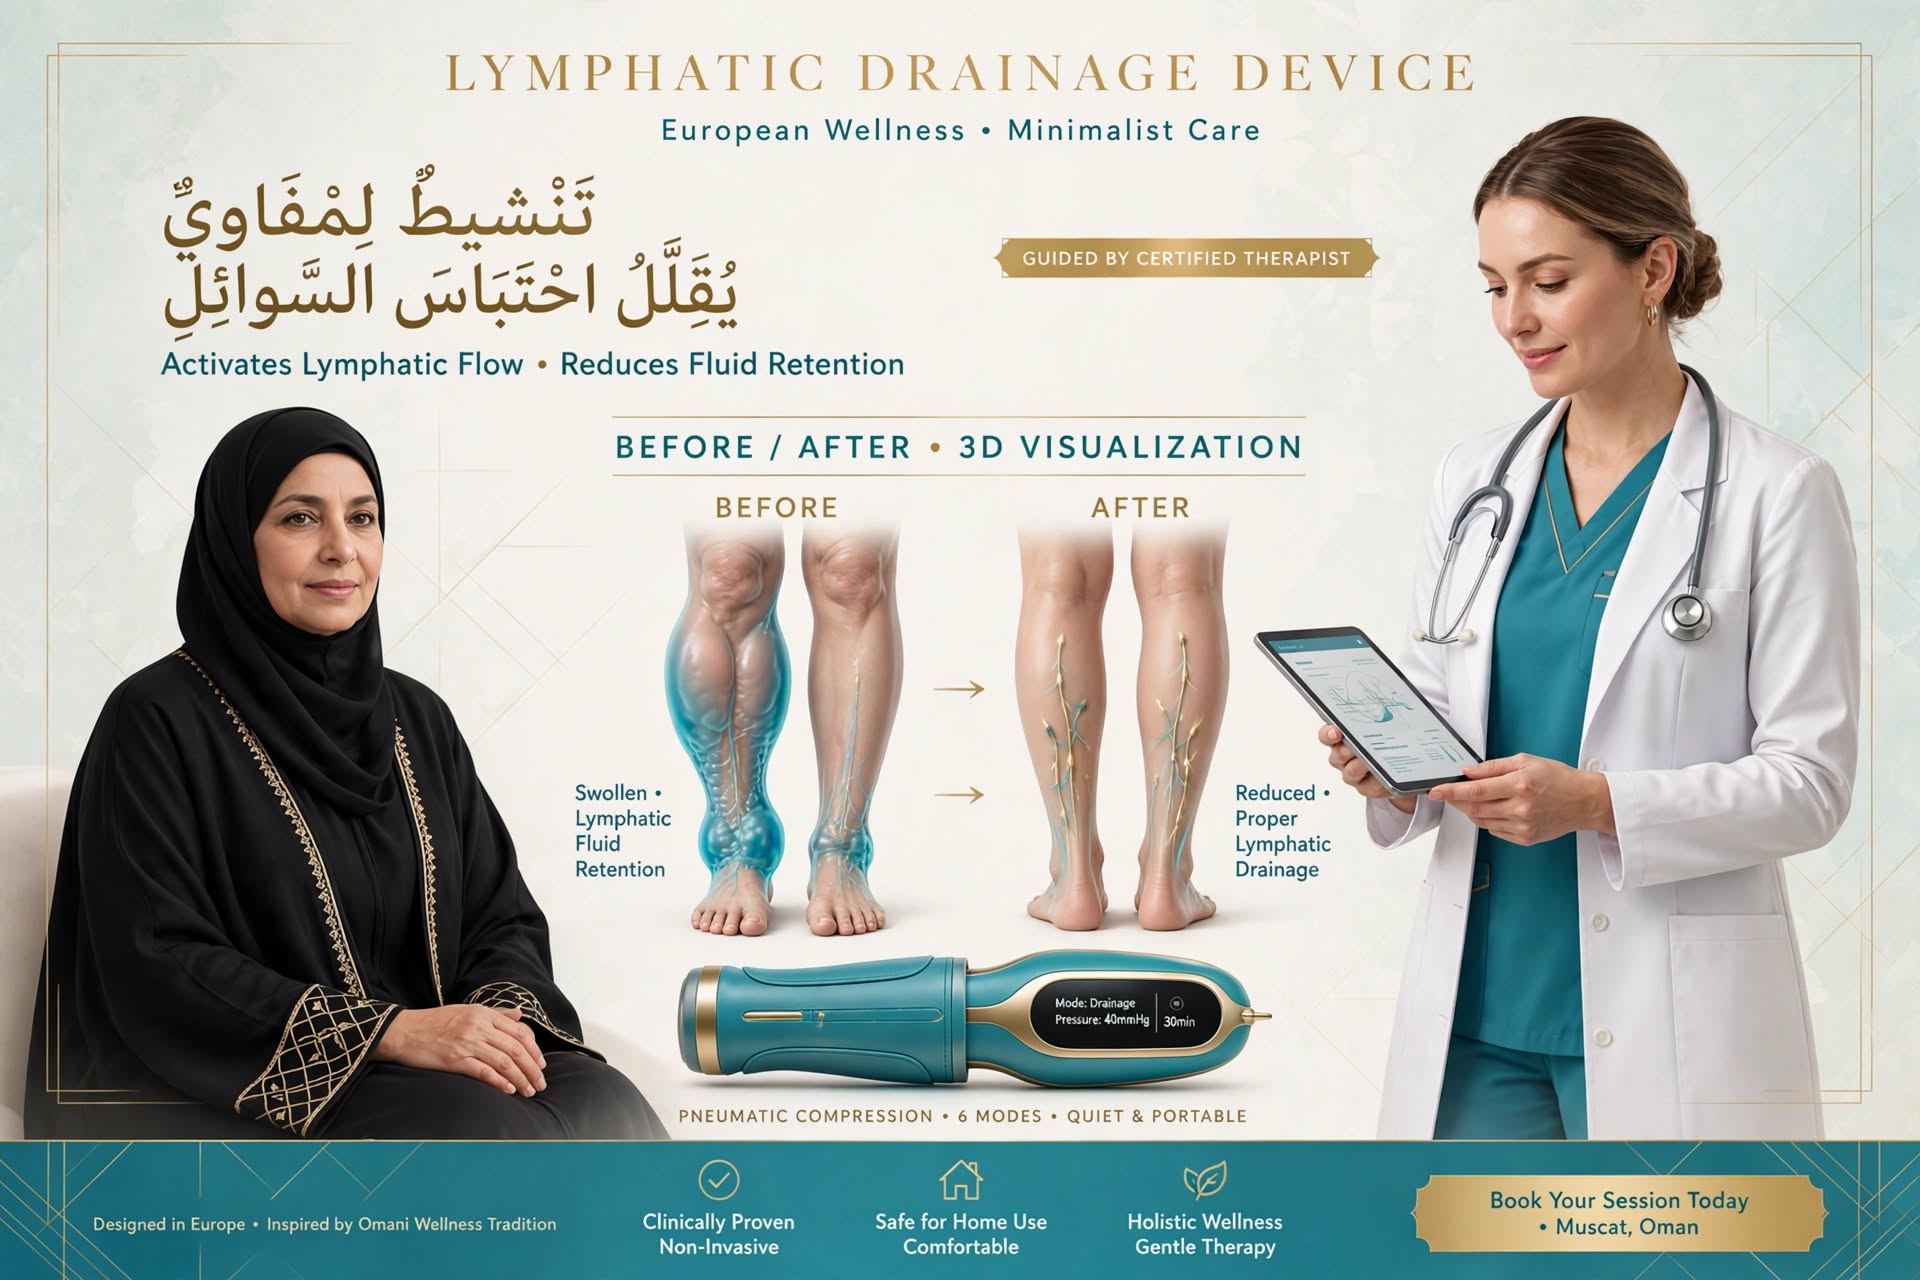 LYMPHATIC DRAINAGE DEVICE
European Wellness • Minimalist Care
تَنْشيطٌ لِمْفَاويٌّ
يُقَلَّلُ احْتَبَاسَ السَّوائِلِ
Activates Lymphatic Flow • Reduces Fluid Retention
GUIDED BY CERTIFIED THERAPIST
BEFORE / AFTER • 3D VISUALIZATION
BEFORE
AFTER
Swollen •
Lymphatic
Fluid
Retention
Reduced •
Proper
Lymphatic
Drainage
Mode: Drainage
Pressure: 40mmHg
30min
PNEUMATIC COMPRESSION • 6 MODES • QUIET & PORTABLE
Designed in Europe • Inspired by Omani Wellness Tradition
Clinically Proven
Non-Invasive
Safe for Home Use
Comfortable
Holistic Wellness
Gentle Therapy
Book Your Session Today
• Muscat, Oman